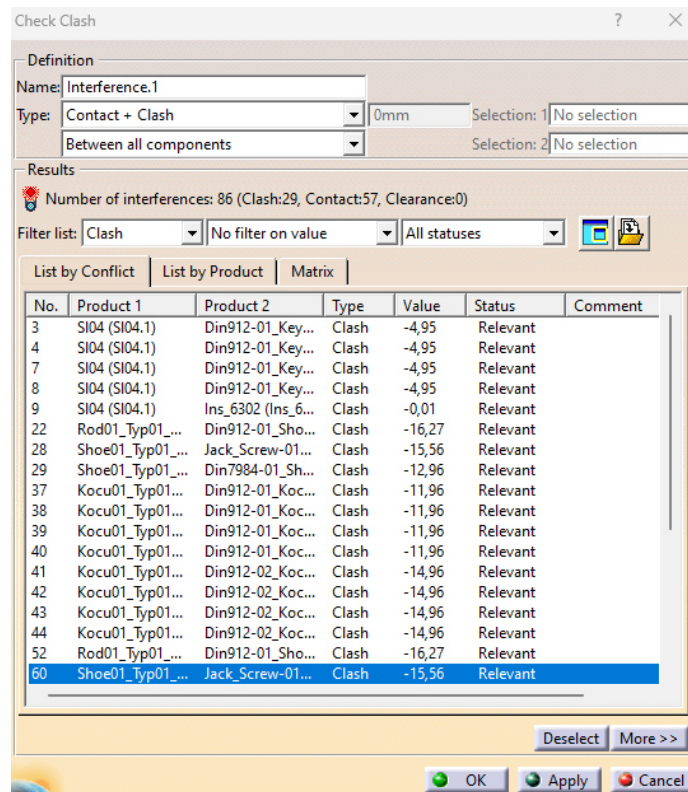 Check Clash ? ×
Definition
Name: Interference.1
Type: Contact + Clash 0mm Selection: 1 No selection
Between all components Selection: 2 No selection
Results
Number of interferences: 86 (Clash:29, Contact:57, Clearance:0)
Filter list: Clash No filter on value All statuses
List by Conflict List by Product Matrix
No. Product 1 Product 2 Type Value Status Comment
3 SI04 (SI04.1) Din912-01_Key... Clash -4,95 Relevant
4 SI04 (SI04.1) Din912-01_Key... Clash -4,95 Relevant
7 SI04 (SI04.1) Din912-01_Key... Clash -4,95 Relevant
8 SI04 (SI04.1) Din912-01_Key... Clash -4,95 Relevant
9 SI04 (SI04.1) Ins_6302 (Ins_6... Clash -0,01 Relevant
22 Rod01_Typ01_... Din912-01_Sho... Clash -16,27 Relevant
28 Shoe01_Typ01_... Jack_Screw-01... Clash -15,56 Relevant
29 Shoe01_Typ01_... Din7984-01_Sh... Clash -12,96 Relevant
37 Kocu01_Typ01... Din912-01_Koc... Clash -11,96 Relevant
38 Kocu01_Typ01... Din912-01_Koc... Clash -11,96 Relevant
39 Kocu01_Typ01... Din912-01_Koc... Clash -11,96 Relevant
40 Kocu01_Typ01... Din912-01_Koc... Clash -11,96 Relevant
41 Kocu01_Typ01... Din912-02_Koc... Clash -14,96 Relevant
42 Kocu01_Typ01... Din912-02_Koc... Clash -14,96 Relevant
43 Kocu01_Typ01... Din912-02_Koc... Clash -14,96 Relevant
44 Kocu01_Typ01... Din912-02_Koc... Clash -14,96 Relevant
52 Rod01_Typ01_... Din912-01_Sho... Clash -16,27 Relevant
60 Shoe01_Typ01_... Jack_Screw-01... Clash -15,56 Relevant
Deselect More >>
OK Apply Cancel